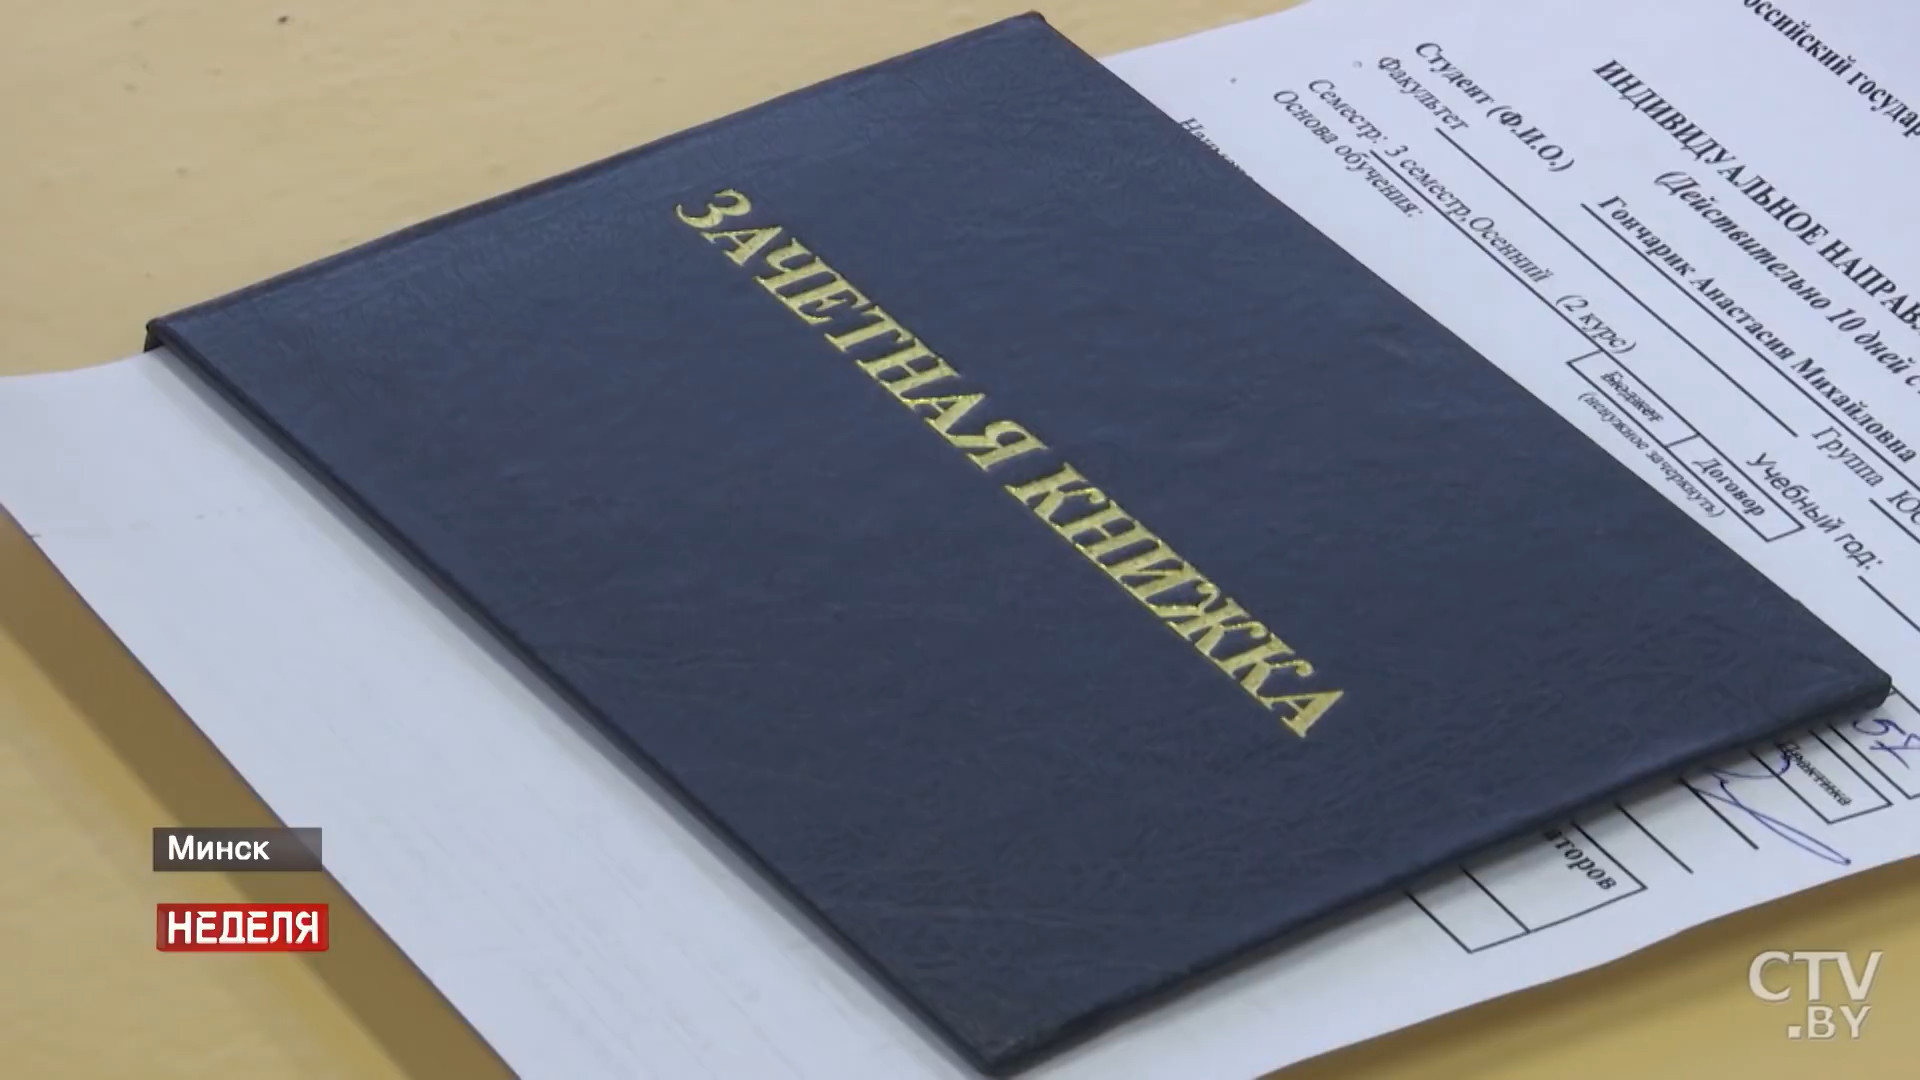 оссийский государ
ИНДИВИДУАЛЬНОЕ НАПРАВ
(Действительно 10 дней с
Студент (Ф.И.О.) Гончарик Анастасия Михайловна
Факультет Группа
Семестр: 3 семестр, Осенний (2 курс) Учебный год:
Основа обучения: Бюджет Договор
(ненужное зачеркнуть)
ЗАЧЕТНАЯ КНИЖКА
Практика
аторов
Минск
НЕДЕЛЯ
CTV
.BY